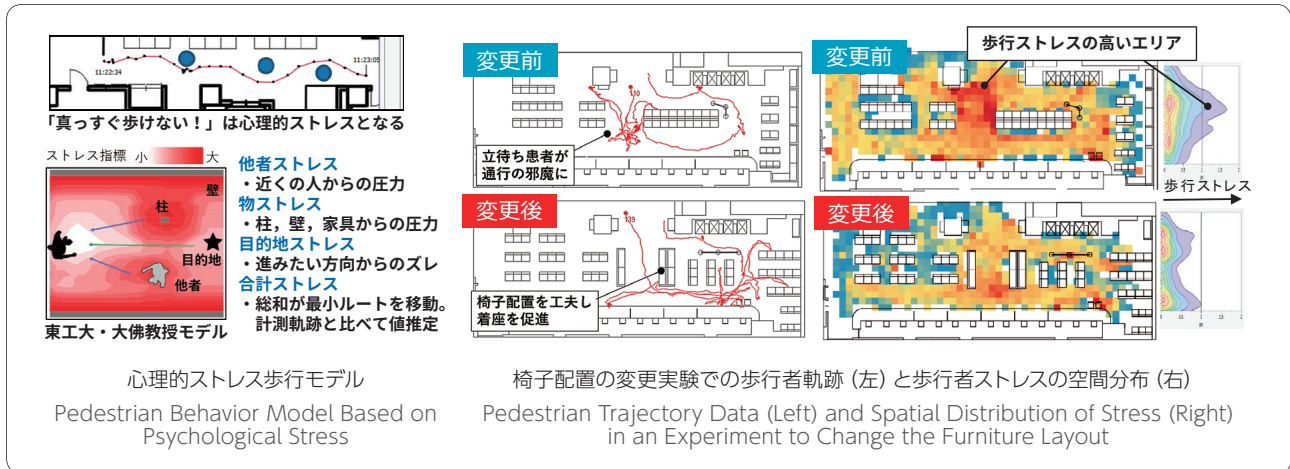 11:22:34
11:23:05
「真っすぐ歩けない！」は心理的ストレスとなる
ストレス指標 小 大
壁
柱
目的地
他者
東工大・大佛教授モデル
他者ストレス
・近くの人からの圧力
物ストレス
・柱，壁，家具からの圧力
目的地ストレス
・進みたい方向からのズレ
合計ストレス
・総和が最小ルートを移動。
計測軌跡と比べて値推定
心理的ストレス歩行モデル
Pedestrian Behavior Model Based on
Psychological Stress
変更前
110
立待ち患者が
通行の邪魔に
変更後
139
椅子配置を工夫し
着座を促進
変更前
歩行ストレスの高いエリア
歩行ストレス
変更後
椅子配置の変更実験での歩行者軌跡（左）と歩行者ストレスの空間分布（右）
Pedestrian Trajectory Data (Left) and Spatial Distribution of Stress (Right)
in an Experiment to Change the Furniture Layout